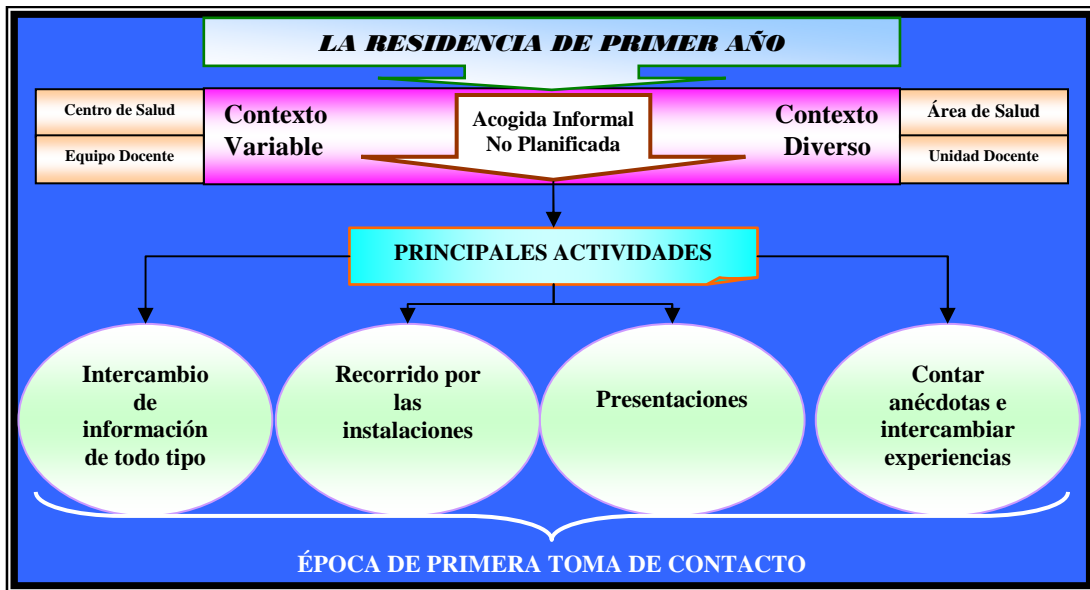 LA RESIDENCIA DE PRIMER AÑO
Centro de Salud
Equipo Docente
Contexto
Variable
Acogida Informal
No Planificada
Contexto
Diverso
Área de Salud
Unidad Docente
PRINCIPALES ACTIVIDADES
Intercambio
de
información
de todo tipo
Recorrido por
las
instalaciones
Presentaciones
Contar
anécdotas e
intercambiar
experiencias
ÉPOCA DE PRIMERA TOMA DE CONTACTO